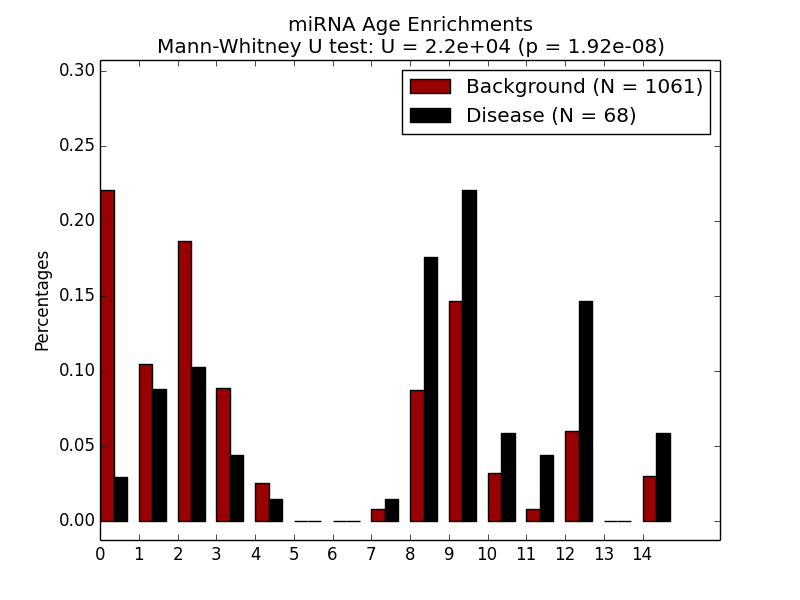 miRNA Age Enrichments
Mann-Whitney U test: U = 2.2e+04 (p = 1.92e-08)
Background (N = 1061)
Disease (N = 68)
Percentages
0.30
0.25
0.20
0.15
0.10
0.05
0.00
0 1 2 3 4 5 6 7 8 9 10 11 12 13 14